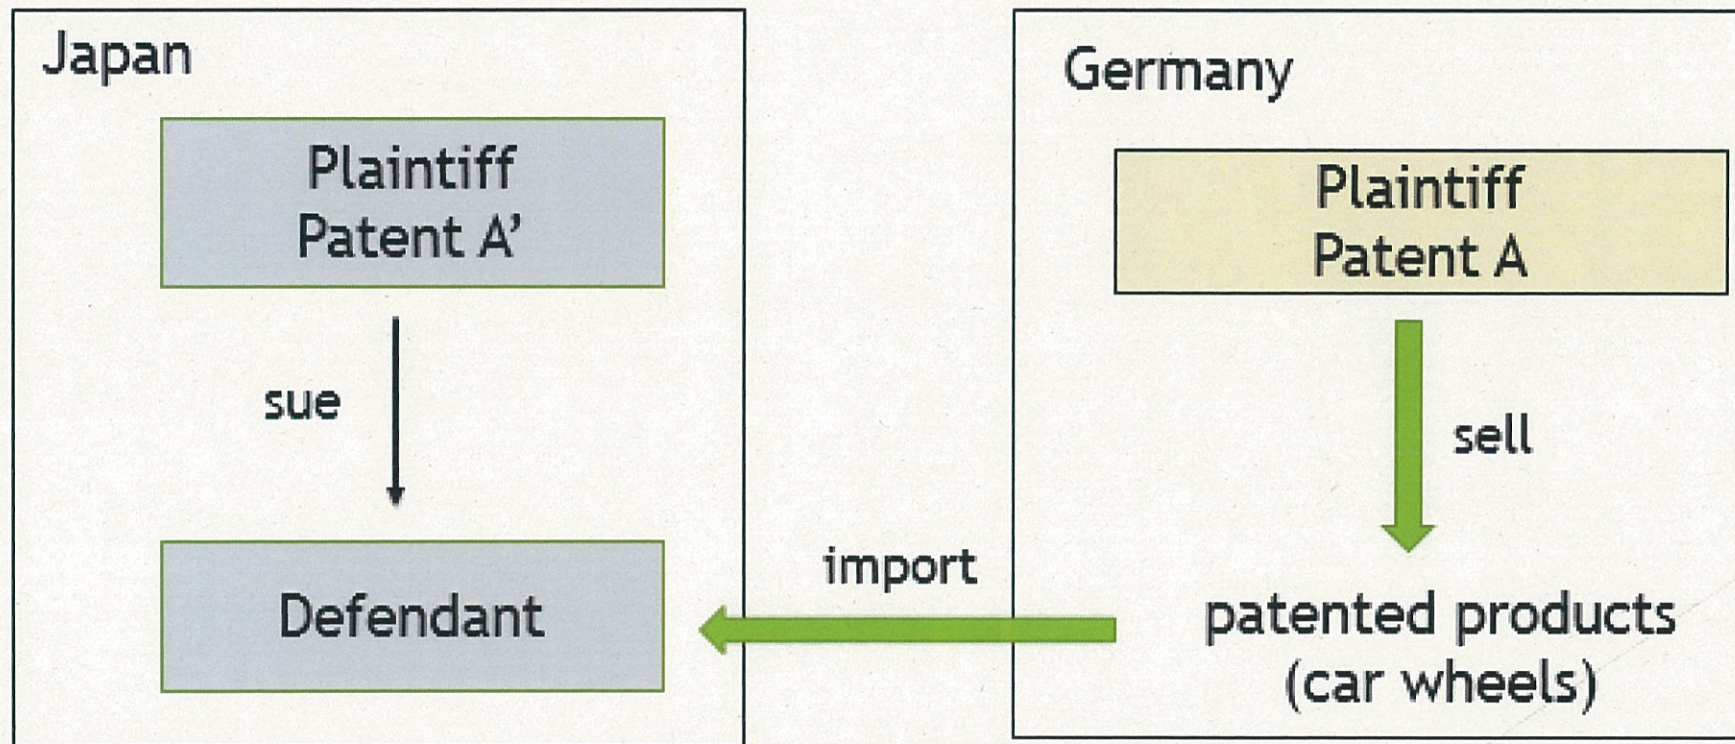 Japan
Plaintiff
Patent A’
sue
Defendant
import
Germany
Plaintiff
Patent A
sell
patented products
(car wheels)